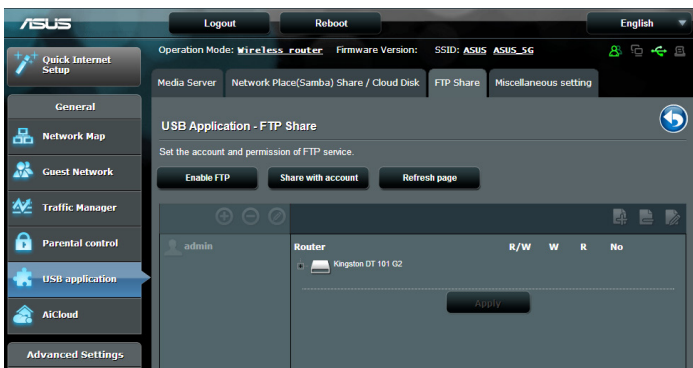 ASUS
Logout
Reboot
English
Quick Internet Setup
Operation Mode: Wireless router Firmware Version: SSID: ASUS ASUS_5G
Media Server
Network Place(Samba) Share / Cloud Disk
FTP Share
Miscellaneous setting
General
Network Map
Guest Network
Traffic Manager
Parental control
USB application
AiCloud
Advanced Settings
USB Application - FTP Share
Set the account and permission of FTP service.
Enable FTP
Share with account
Refresh page
admin
Router
R/W
W
R
No
Kingston DT 101 G2
Apply